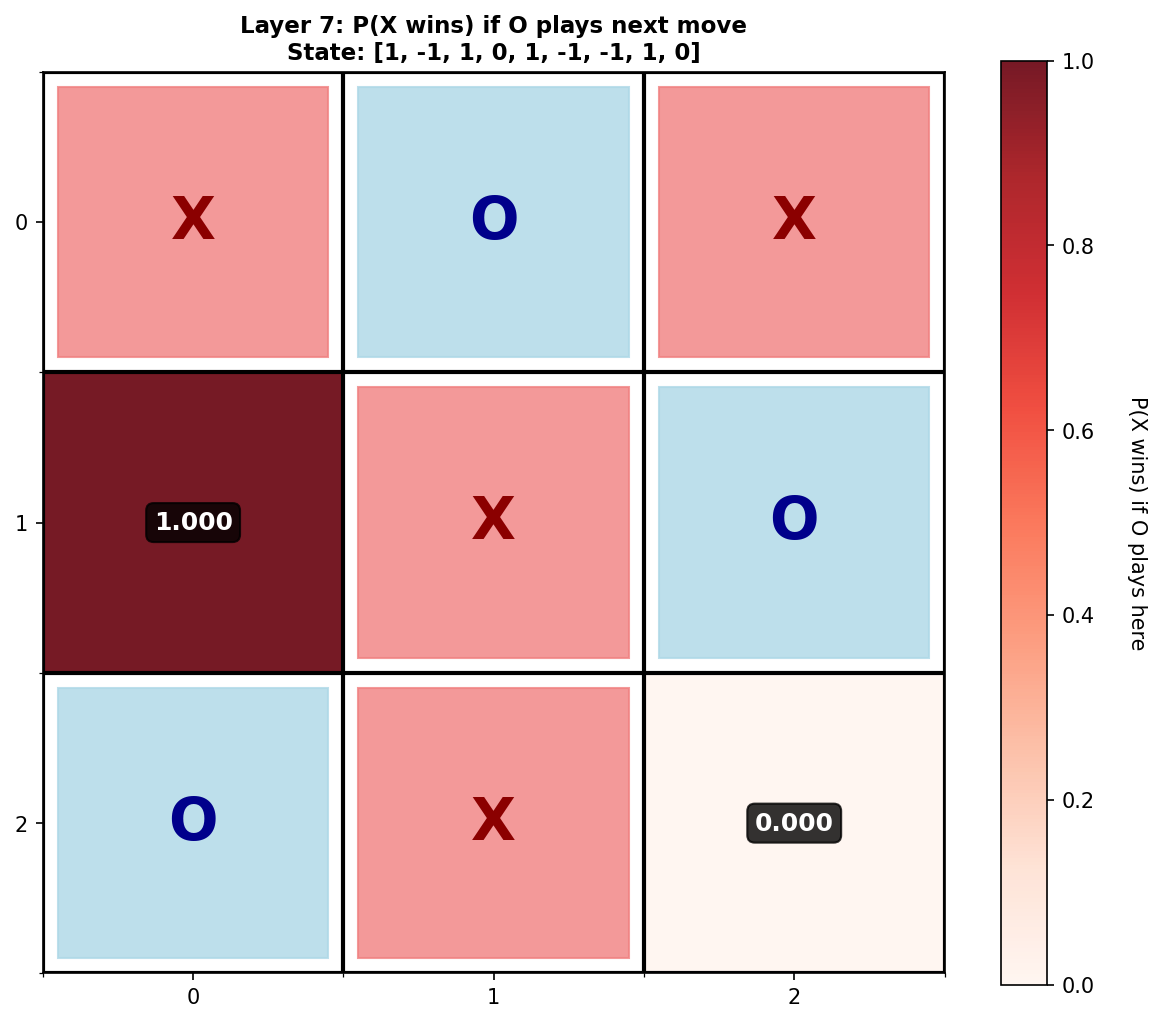 Layer 7: P(X wins) if O plays next move
State: [1, -1, 1, 0, 1, -1, -1, 1, 0]
X O X
1.000 X O
O X 0.000
0
1
2
0 1 2
1.0
0.8
0.6
0.4
0.2
0.0
P(X wins) if O plays here